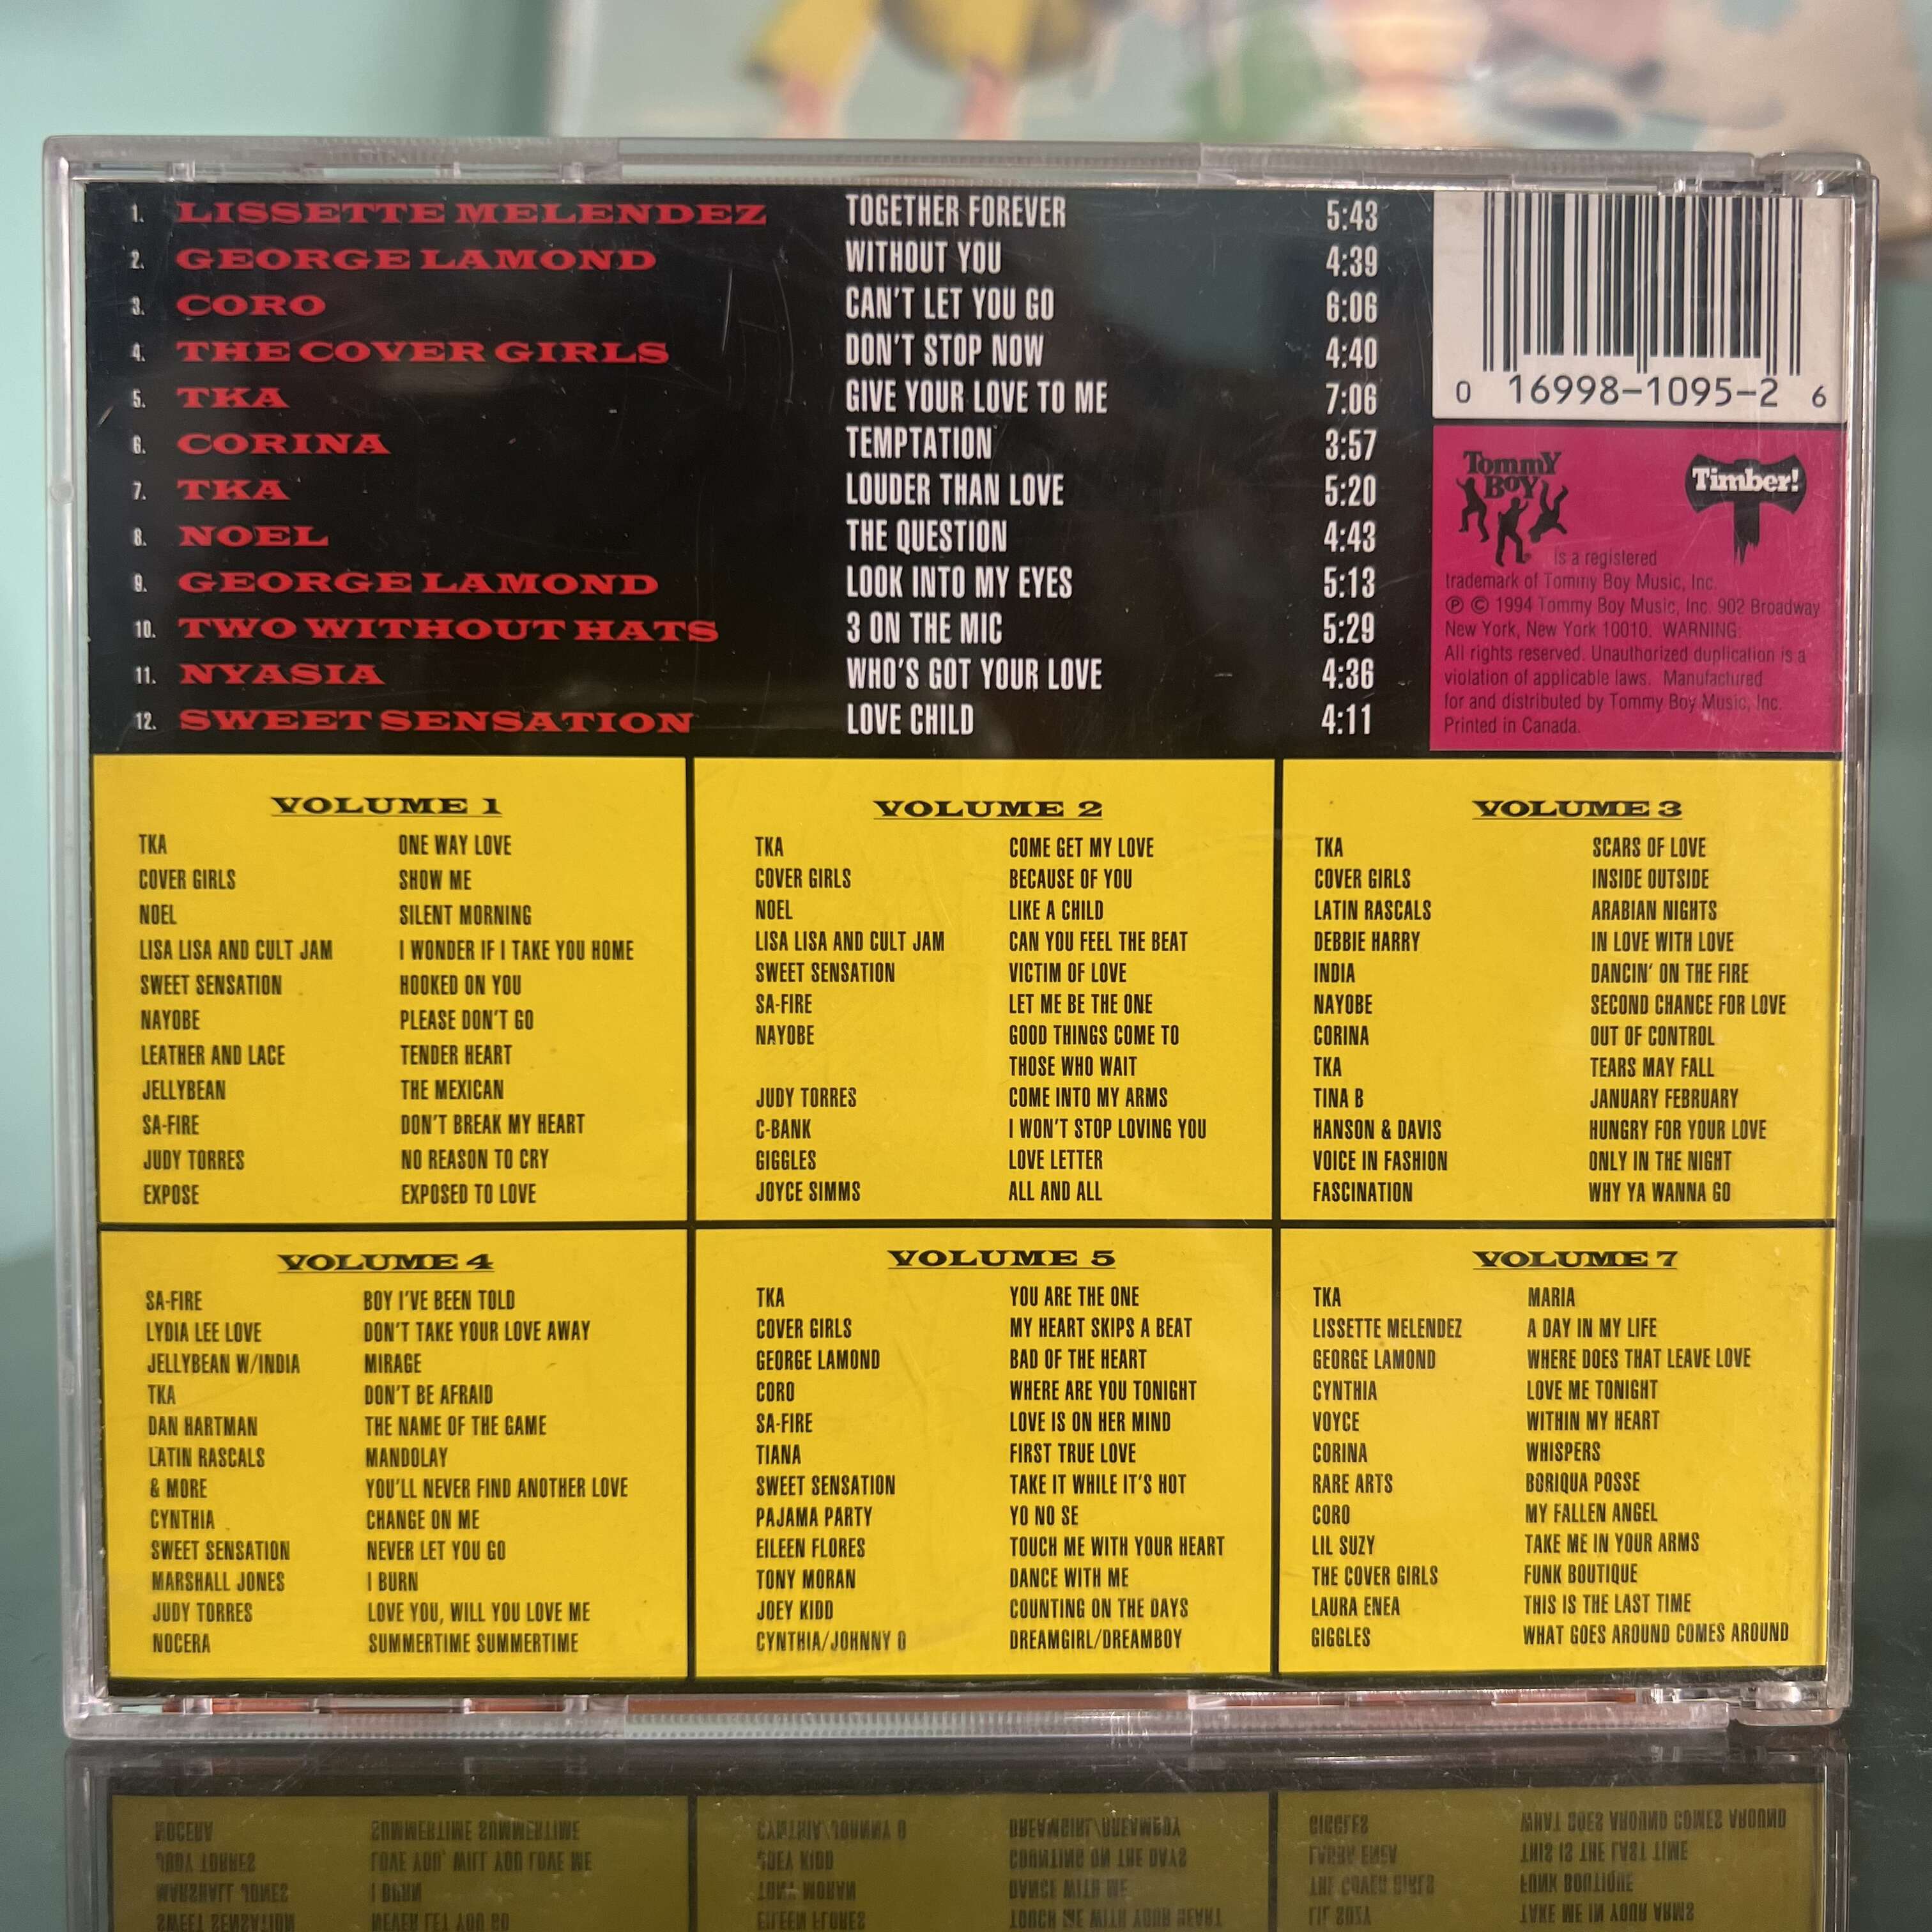 1. LISSETTE MELENDEZ TOGETHER FOREVER 5:43
2. GEORGE LAMOND WITHOUT YOU 4:39
3. CORO CAN'T LET YOU GO 6:06
4. THE COVER GIRLS DON'T STOP NOW 4:40
5. TKA GIVE YOUR LOVE TO ME 7:06
6. CORINA TEMPTATION 3:57
7. TKA LOUDER THAN LOVE 5:20
8. NOEL THE QUESTION 4:43
9. GEORGE LAMOND LOOK INTO MY EYES 5:13
10. TWO WITHOUT HATS 3 ON THE MIC 5:29
11. NYASIA WHO'S GOT YOUR LOVE 4:36
12. SWEET SENSATION LOVE CHILD 4:11
0 16998-1095-2 6
TOMMY BOY
Timber!
is a registered
trademark of Tommy Boy Music, Inc.
℗ © 1994 Tommy Boy Music, Inc. 902 Broadway
New York, New York 10010. WARNING:
All rights reserved. Unauthorized duplication is a
violation of applicable laws. Manufactured
for and distributed by Tommy Boy Music, Inc.
Printed in Canada.
VOLUME 1
TKA ONE WAY LOVE
COVER GIRLS SHOW ME
NOEL SILENT MORNING
LISA LISA AND CULT JAM I WONDER IF I TAKE YOU HOME
SWEET SENSATION HOOKED ON YOU
NAYOBE PLEASE DON'T GO
LEATHER AND LACE TENDER HEART
JELLYBEAN THE MEXICAN
SA-FIRE DON'T BREAK MY HEART
JUDY TORRES NO REASON TO CRY
EXPOSE EXPOSED TO LOVE
VOLUME 2
TKA COME GET MY LOVE
COVER GIRLS BECAUSE OF YOU
NOEL LIKE A CHILD
LISA LISA AND CULT JAM CAN YOU FEEL THE BEAT
SWEET SENSATION VICTIM OF LOVE
SA-FIRE LET ME BE THE ONE
NAYOBE GOOD THINGS COME TO
THOSE WHO WAIT
JUDY TORRES COME INTO MY ARMS
C-BANK I WON'T STOP LOVING YOU
GIGGLES LOVE LETTER
JOYCE SIMMS ALL AND ALL
VOLUME 3
TKA SCARS OF LOVE
COVER GIRLS INSIDE OUTSIDE
LATIN RASCALS ARABIAN NIGHTS
DEBBIE HARRY IN LOVE WITH LOVE
INDIA DANCIN' ON THE FIRE
NAYOBE SECOND CHANCE FOR LOVE
CORINA OUT OF CONTROL
TKA TEARS MAY FALL
TINA B JANUARY FEBRUARY
HANSON & DAVIS HUNGRY FOR YOUR LOVE
VOICE IN FASHION ONLY IN THE NIGHT
FASCINATION WHY YA WANNA GO
VOLUME 4
SA-FIRE BOY I'VE BEEN TOLD
LYDIA LEE LOVE DON'T TAKE YOUR LOVE AWAY
JELLYBEAN W/INDIA MIRAGE
TKA DON'T BE AFRAID
DAN HARTMAN THE NAME OF THE GAME
LATIN RASCALS MANDOLAY
& MORE YOU'LL NEVER FIND ANOTHER LOVE
CYNTHIA CHANGE ON ME
SWEET SENSATION NEVER LET YOU GO
MARSHALL JONES I BURN
JUDY TORRES LOVE YOU, WILL YOU LOVE ME
NOCERA SUMMERTIME SUMMERTIME
VOLUME 5
TKA YOU ARE THE ONE
COVER GIRLS MY HEART SKIPS A BEAT
GEORGE LAMOND BAD OF THE HEART
CORO WHERE ARE YOU TONIGHT
SA-FIRE LOVE IS ON HER MIND
TIANA FIRST TRUE LOVE
SWEET SENSATION TAKE IT WHILE IT'S HOT
PAJAMA PARTY YO NO SE
EILEEN FLORES TOUCH ME WITH YOUR HEART
TONY MORAN DANCE WITH ME
JOEY KIDD COUNTING ON THE DAYS
CYNTHIA/JOHNNY O DREAMGIRL/DREAMBOY
VOLUME 7
TKA MARIA
LISSETTE MELENDEZ A DAY IN MY LIFE
GEORGE LAMOND WHERE DOES THAT LEAVE LOVE
CYNTHIA LOVE ME TONIGHT
VOYCE WITHIN MY HEART
CORINA WHISPERS
RARE ARTS BORIQUA POSSE
CORO MY FALLEN ANGEL
LIL SUZY TAKE ME IN YOUR ARMS
THE COVER GIRLS FUNK BOUTIQUE
LAURA ENEA THIS IS THE LAST TIME
GIGGLES WHAT GOES AROUND COMES AROUND